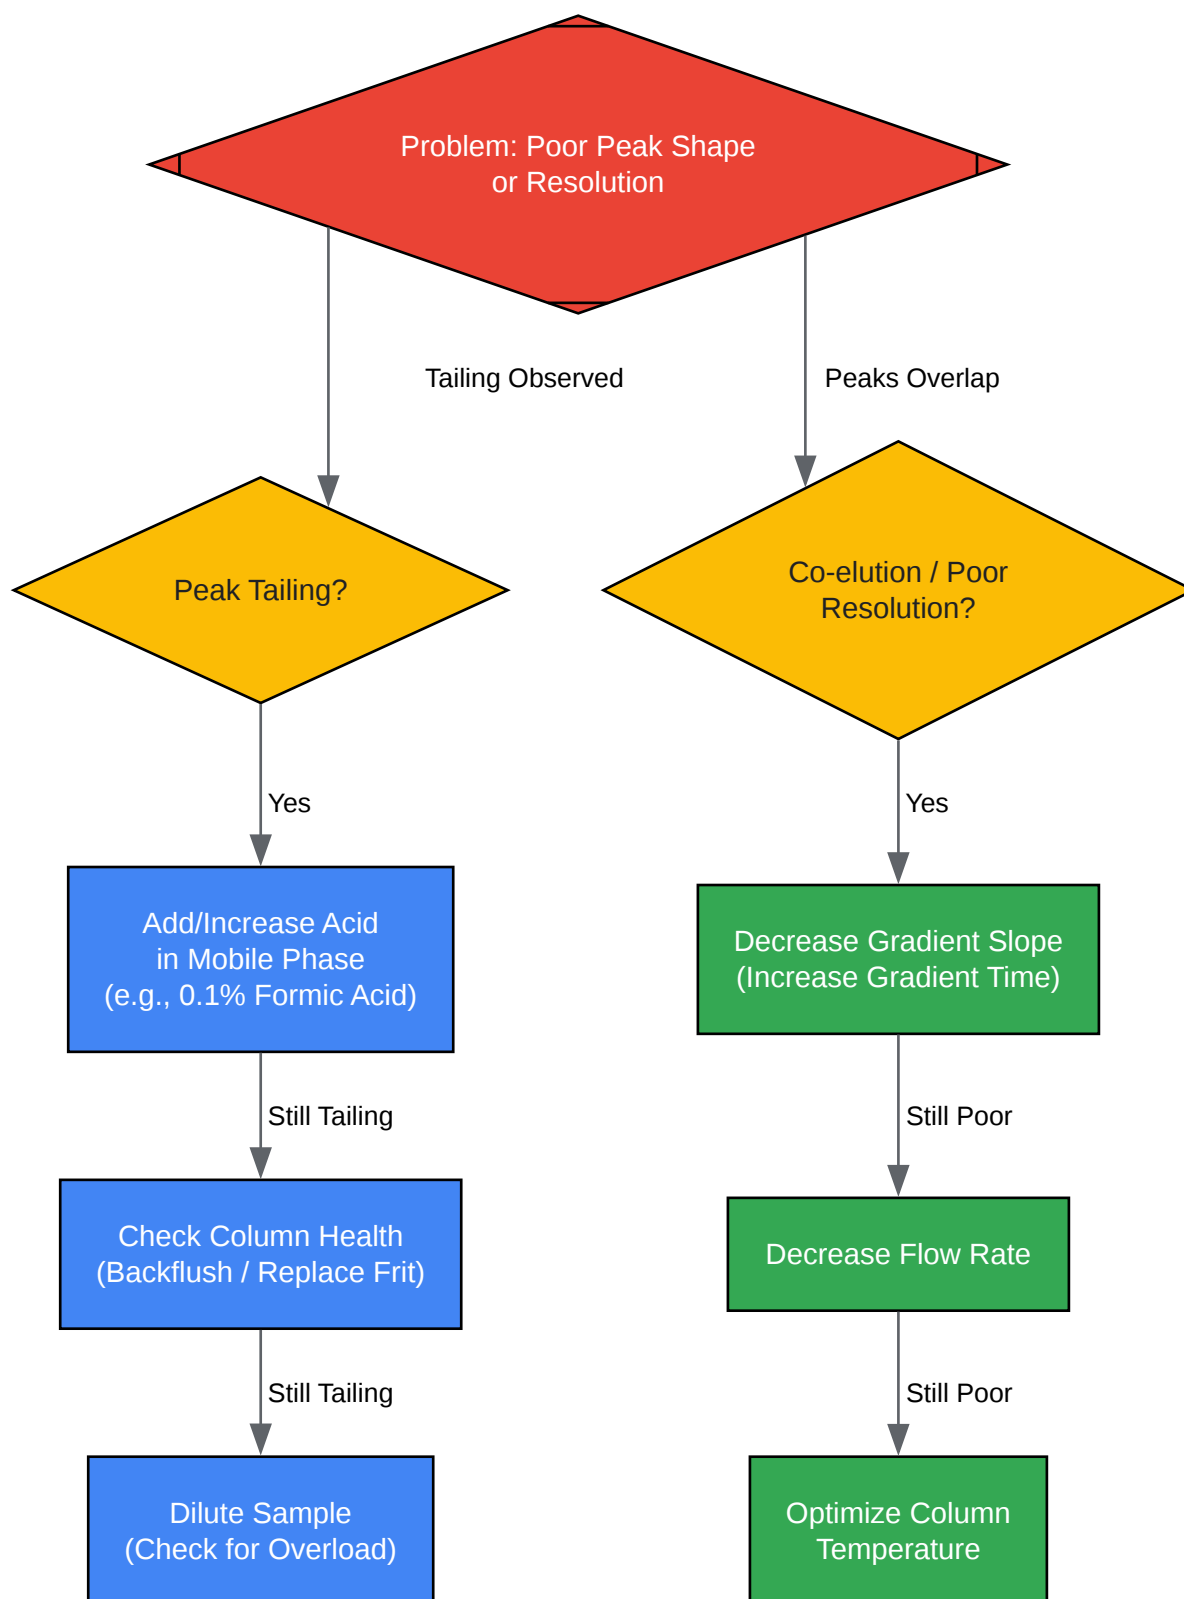 Problem: Poor Peak Shape
or Resolution
Tailing Observed
Peaks Overlap
Peak Tailing?
Co-elution / Poor
Resolution?
Yes
Yes
Add/Increase Acid
in Mobile Phase
(e.g., 0.1% Formic Acid)
Decrease Gradient Slope
(Increase Gradient Time)
Still Tailing
Still Poor
Check Column Health
(Backflush / Replace Frit)
Decrease Flow Rate
Still Tailing
Still Poor
Dilute Sample
(Check for Overload)
Optimize Column
Temperature